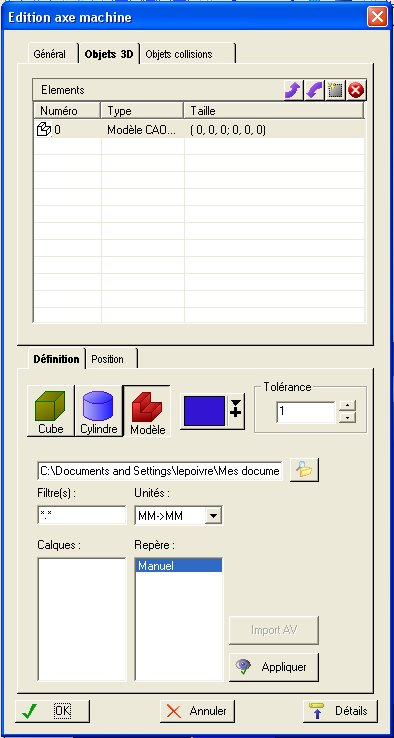 Edition axe machine
Général Objets 3D Objets collisions
Elements
Numéro Type Taille
0 Modèle CAO... ( 0, 0, 0; 0, 0, 0)
Définition Position
Tolérance
1
Cube Cylindre Modèle
C:\Documents and Settings\lepoivre\Mes docume
Filtre(s) : Unités :
*.* MM->MM
Calques : Repère :
Manuel
Import AV
Appliquer
OK Annuler Détails